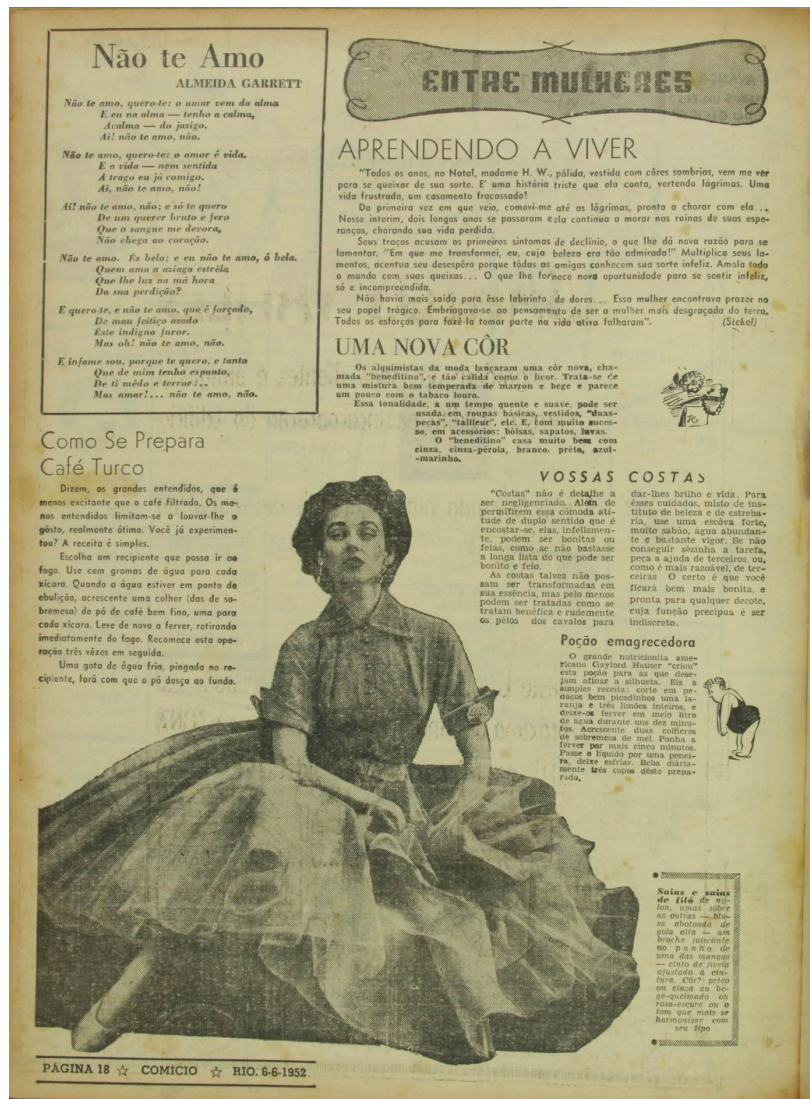 Não te Amo
ALMEIDA GARRETT
Não te amo, quero-te: o amar vem da alma
E eu na alma — tenho a calma,
Acalma — do jazigo.
Ai! não te amo, não.
Não te amo, quero-te: o amor é vida.
E a vida — nem sentida
A trago eu já comigo.
Ai, não te amo, não!
Ai! não te amo, não; e só te quero
De um querer bruto e fero
Que o sangue me devora,
Não chega ao coração.
Não te amo. És bela; e eu não te amo, ó bela.
Quem ama a aziaga estrêla
Que lhe luz na má hora
Da sua perdição?
E quero-te, e não te amo, que é forçado,
De mau feitiço azado
Êste indigno furor.
Mas oh! não te amo, não.
E infame sou, porque te quero, e tanto
Que de mim tenho espanto,
De ti mêdo e terror!..
Mas amar!... não te amo, não.
ENTRE MULHERES
APRENDENDO A VIVER
"Todos os anos, no Natal, madame H. W., pálida, vestida com côres sombrias, vem me vêr
para se queixar de sua sorte. E' uma história triste que ela conta, vertendo lágrimas. Uma
vida frustrada, um casamento fracassado!
Da primeira vez em que veio, comovi-me até as lágrimas, pronto a chorar com ela...
Nesse interim, dois longos anos se passaram e ela continua a morar nas ruinas de suas espe-
ranças, chorando sua vida perdida.
Seus traços acusam os primeiros sintomas de declínio, o que lhe dá nova razão para se
lamentar. "Em que me transformei, eu, cuja beleza era tão admirada!" Multiplica seus la-
mentos, acentua seu desespêro porque tôdas as amigas conhecem sua sorte infeliz. Amola todo
o mundo com suas queixas... O que lhe fornece nova oportunidade para se sentir infeliz,
só e incompreendida.
Não havia mais saída para êsse labirinto de dores... Essa mulher encontrava prazer no
seu papel trágico. Embriagava-se ao pensamento de ser a mulher mais desgraçada da terra.
Todos os esforços para fazê-la tomar parte na vida ativa falharam". (Stekel)
UMA NOVA CÔR
Os alquimistas da moda lançaram uma côr nova, cha-
mada "beneditino", e tão cálida como o licor. Trata-se de
uma mistura bem temperada de marron e bege e parece
um pouco com o tabaco louro.
Essa tonalidade, a um tempo quente e suave, pode ser
usada em roupas básicas, vestidos, "duas-
peças", "tailleur", etc. E, com muito suces-
so, em acessórios: bôlsas, sapatos, luvas.
O "beneditino" casa muito bem com
cinza, cinza-pérola, branco, prêto, azul-
-marinho.
Como Se Prepara
Café Turco
Dizem, os grandes entendidos, que é
menos excitante que o café filtrado. Os me-
nos entendidos limitam-se a louvar-lhe o
gôsto, realmente ótimo. Você já experimen-
tou? A receita é simples.
Escolha um recipiente que possa ir ao
fogo. Use cem gramas de água para cada
xícara. Quando a água estiver em ponto de
ebulição, acrescente uma colher (das de so-
bremesa) de pó de café bem fino, uma para
cada xícara. Leve de novo a ferver, retirando
imediatamente do fogo. Recomece esta ope-
ração três vêzes em seguida.
Uma gota de água fria, pingada no re-
cipiente, fará com que o pó desça ao fundo.
VOSSAS COSTAS
"Costas" não é detalhe a
ser negligenciado. Além de
permitirem essa cômoda ati-
tude de duplo sentido que é
encostar-se, elas, infelizmen-
te, podem ser bonitas ou
feias, como se não bastasse
a longa lista do que pode ser
bonito e feio.
As costas talvez não pos-
sam ser transformadas em
sua essência, mas pelo menos
podem ser tratadas como se
tratam benéfica e rudemente
os pêlos dos cavalos para
dar-lhes brilho e vida. Para
êsses cuidados, misto de ins-
tituto de beleza e de estreba-
ria, use uma escôva forte,
muito sabão, água abundan-
te e bastante vigor. Se não
conseguir sòzinha a tarefa,
peça a ajuda de terceiros ou,
como é mais razoável, de ter-
ceiras O certo é que você
ficará bem mais bonita, e
pronta para qualquer decote,
cuja função precipua é ser
indiscreto.
Poção emagrecedora
O grande nutricionita ame-
ricano Gaylord Hauser "criou"
esta poção para as que dese-
jam afinar a silhueta. Eis a
simples receita: corte em pe-
daços bem picadinhos uma la-
ranja e três limões inteiros, e
deixe-os ferver em meio litro
de água durante uns dez minu-
tos. Acrescente duas colheres
de sobremesa de mel. Ponha a
ferver por mais cinco minutos.
Passe o líquido por uma penei-
ra, deixe esfriar. Beba diària-
mente três copos dêste prepa-
rado.
Saias e saias
de filó de ny-
lon, umas sôbre
as outras — blu-
sa abotoada de
gola alta — um
broche faiscante
no punho de
uma das mangas
— cinto de fivela
ajustado à cin-
tura. Côr? prêto
ou cinza ou be-
ge-queimado ou
rosa-escuro ou o
tom que mais se
harmonizar com
seu tipo
PÁGINA 18 ☆ COMÍCIO ☆ RIO, 6-6-1952